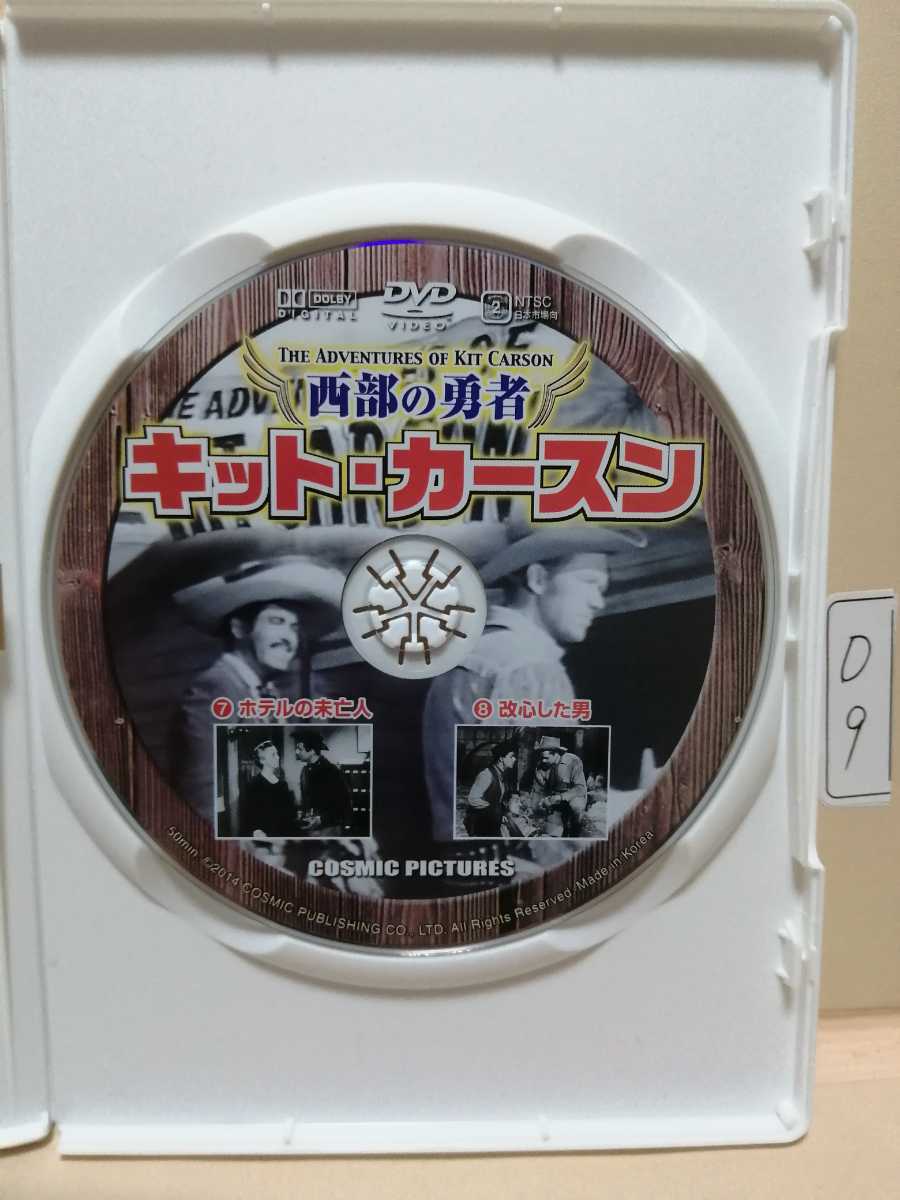 DOLBY
DIGITAL
DVD
VIDEO
2
NTSC
日本市場向
THE ADVENTURES OF KIT CARSON
西部の勇者
キット・カースン
❼ ホテルの未亡人
❽ 改心した男
COSMIC PICTURES
50min. ©2014 COSMIC PUBLISHING CO., LTD. All Rights Reserved./Made in Korea
D
9